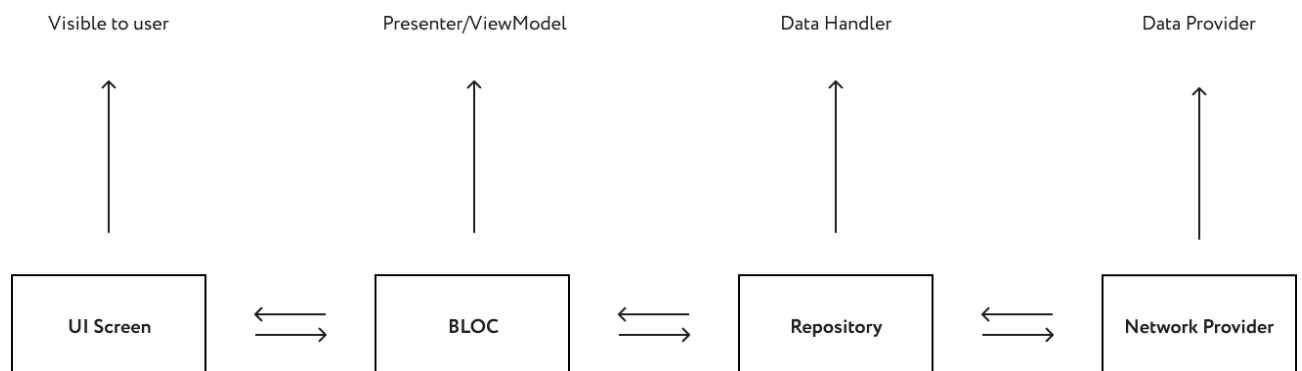 Visible to user
Presenter/ViewModel
Data Handler
Data Provider
UI Screen
BLOC
Repository
Network Provider